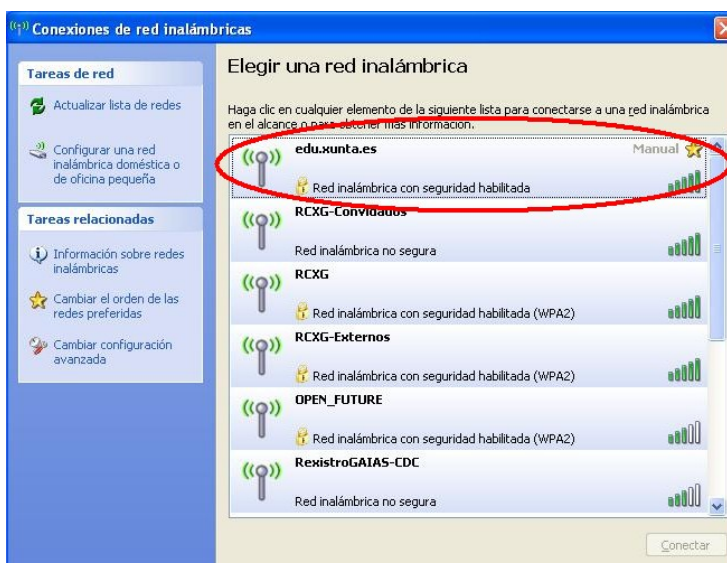 Conexiones de red inalámbricas
Tareas de red
Actualizar lista de redes
Configurar una red
inalámbrica doméstica o
de oficina pequeña
Tareas relacionadas
Información sobre redes
inalámbricas
Cambiar el orden de las
redes preferidas
Cambiar configuración
avanzada
Elegir una red inalámbrica
Haga clic en cualquier elemento de la siguiente lista para conectarse a una red inalámbrica
en el alcance o para obtener más información.
edu.xunta.es
Manual
Red inalámbrica con seguridad habilitada
RCXG-Convidados
Red inalámbrica no segura
RCXG
Red inalámbrica con seguridad habilitada (WPA2)
RCXG-Externos
Red inalámbrica con seguridad habilitada (WPA2)
OPEN_FUTURE
Red inalámbrica con seguridad habilitada (WPA2)
RexistroGAIAS-CDC
Red inalámbrica no segura
Conectar